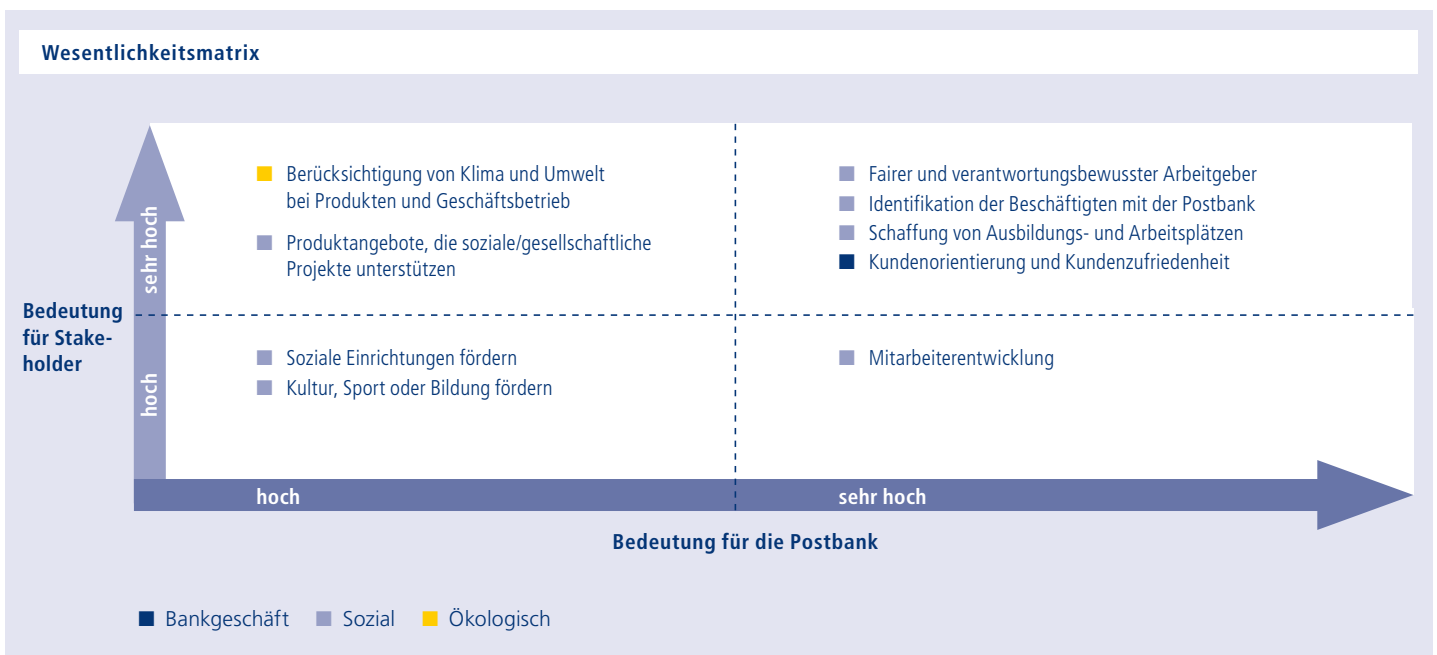 Wesentlichkeitsmatrix
Berücksichtigung von Klima und Umwelt
bei Produkten und Geschäftsbetrieb
Produktangebote, die soziale/gesellschaftliche
Projekte unterstützen
Fairer und verantwortungsbewusster Arbeitgeber
Identifikation der Beschäftigten mit der Postbank
Schaffung von Ausbildungs- und Arbeitsplätzen
Kundenorientierung und Kundenzufriedenheit
sehr hoch
Bedeutung
für Stake-
holder
hoch
Soziale Einrichtungen fördern
Kultur, Sport oder Bildung fördern
Mitarbeiterentwicklung
hoch
sehr hoch
Bedeutung für die Postbank
Bankgeschäft
Sozial
Ökologisch